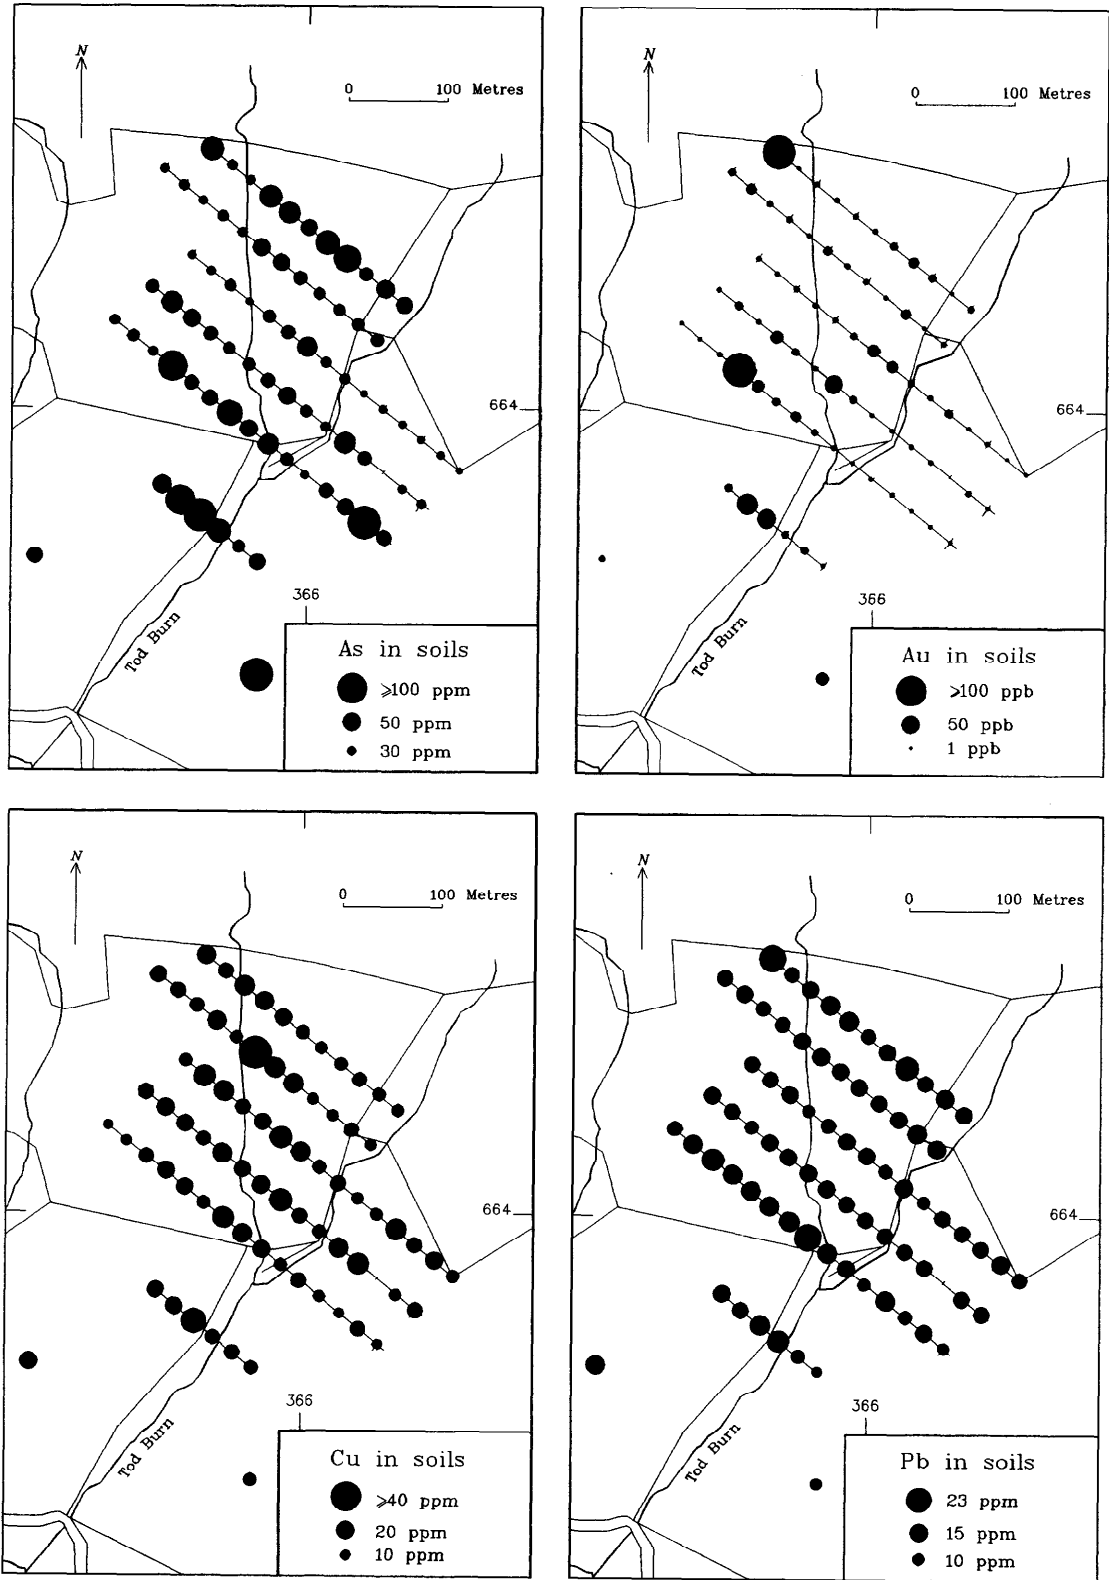 N
0 100 Metres
664
366
Tod Burn
As in soils
⩾100 ppm
50 ppm
30 ppm
N
0 100 Metres
664
366
Tod Burn
Au in soils
>100 ppb
50 ppb
1 ppb
N
0 100 Metres
664
366
Tod Burn
Cu in soils
⩾40 ppm
20 ppm
10 ppm
N
0 100 Metres
664
366
Tod Burn
Pb in soils
23 ppm
15 ppm
10 ppm